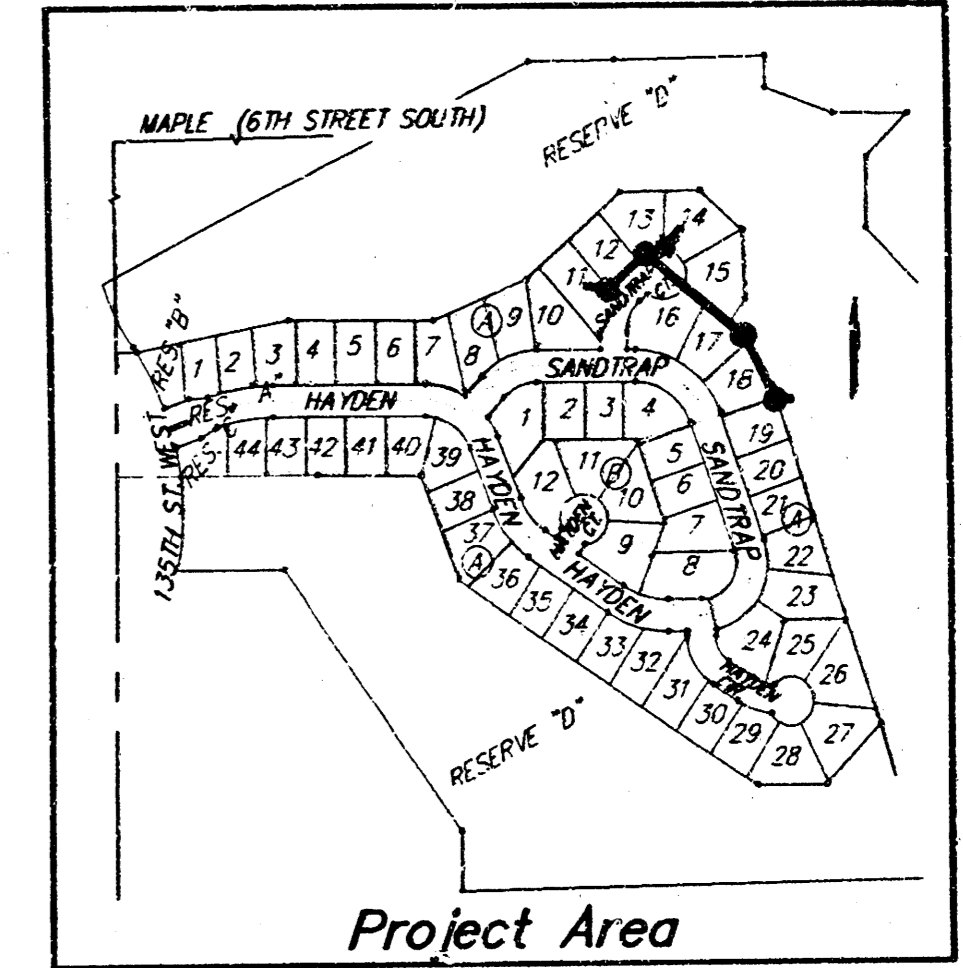 MAPLE (6TH STREET SOUTH)
RESERVE "D"
13
14
12
11
SANDTRAP
CT.
15
16
17
18
RES. "B"
1
2
3
4
5
6
7
8
A
9
10
SANDTRAP
RES. "A"
HAYDEN
RES. "C"
44
43
42
41
40
39
38
37
A
36
35
34
33
32
31
30
29
28
27
26
25
24
23
22
21
A
20
19
1
2
3
4
5
6
7
8
9
10
B
11
12
HAYDEN
CT.
HAYDEN
HAYDEN
SANDTRAP
HAYDEN
CIR.
135TH ST. WEST
RESERVE "D"
Project Area